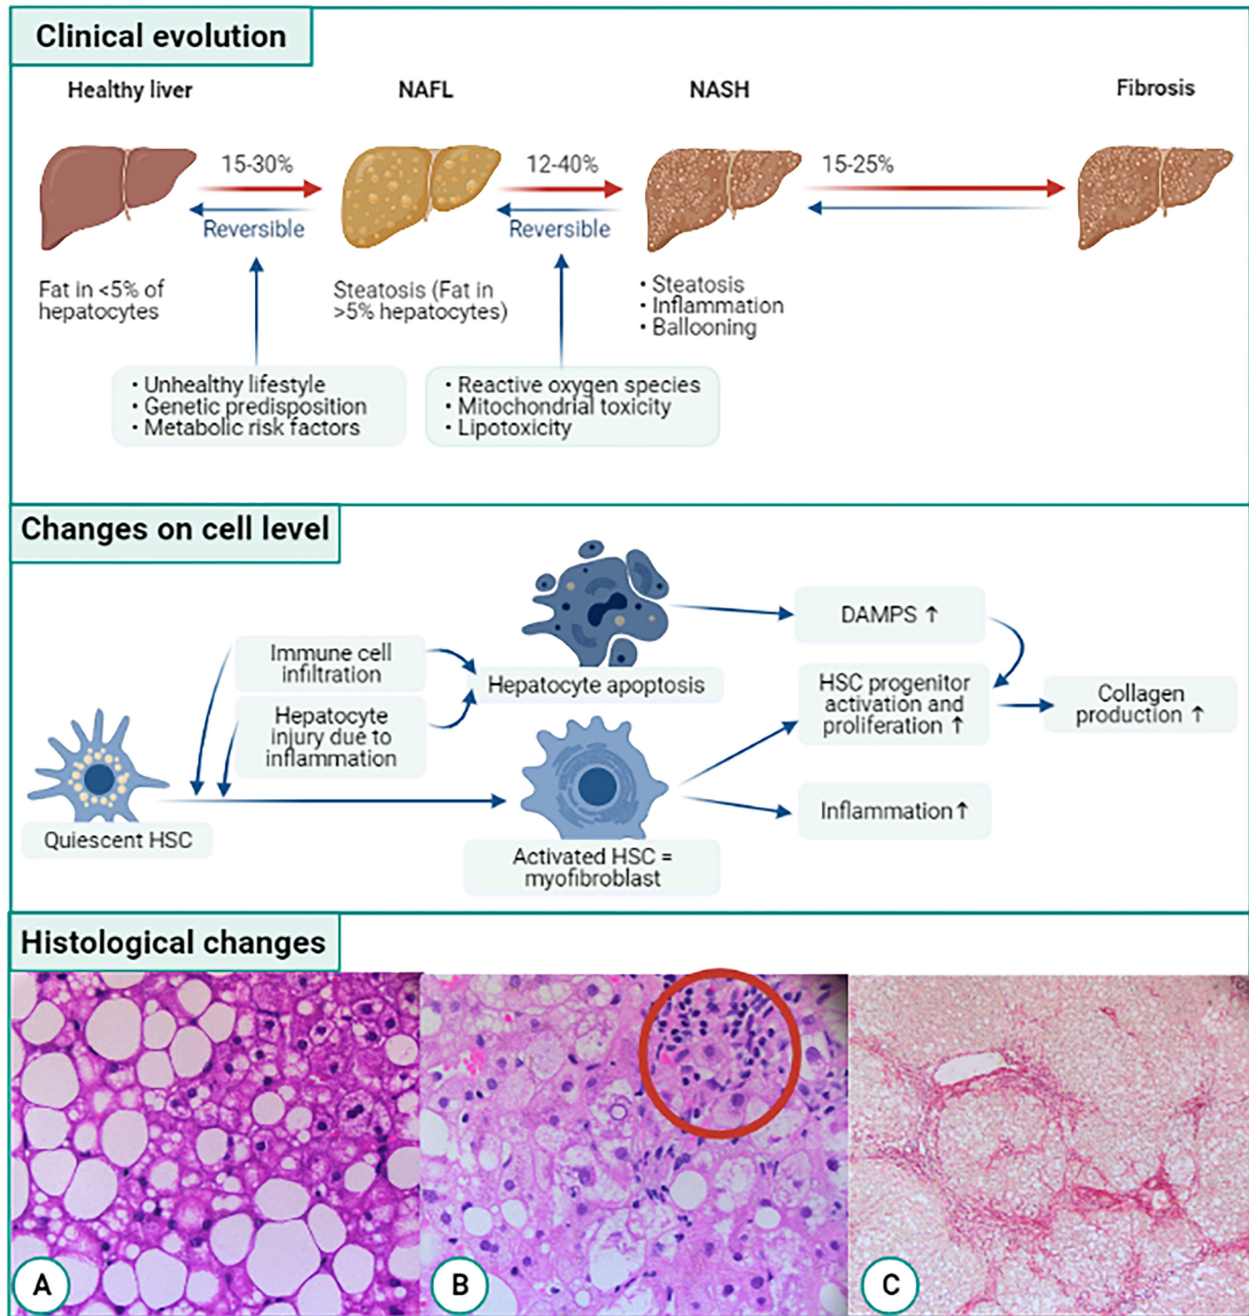 Clinical evolution
Healthy liver
NAFL
NASH
Fibrosis
15-30%
12-40%
15-25%
Reversible
Reversible
Fat in <5% of
hepatocytes
Steatosis (Fat in
>5% hepatocytes)
• Steatosis
• Inflammation
• Ballooning
• Unhealthy lifestyle
• Genetic predisposition
• Metabolic risk factors
• Reactive oxygen species
• Mitochondrial toxicity
• Lipotoxicity
Changes on cell level
Immune cell
infiltration
Hepatocyte
injury due to
inflammation
Quiescent HSC
Hepatocyte apoptosis
Activated HSC =
myofibroblast
DAMPS ↑
HSC progenitor
activation and
proliferation ↑
Inflammation↑
Collagen
production ↑
Histological changes
A
B
C